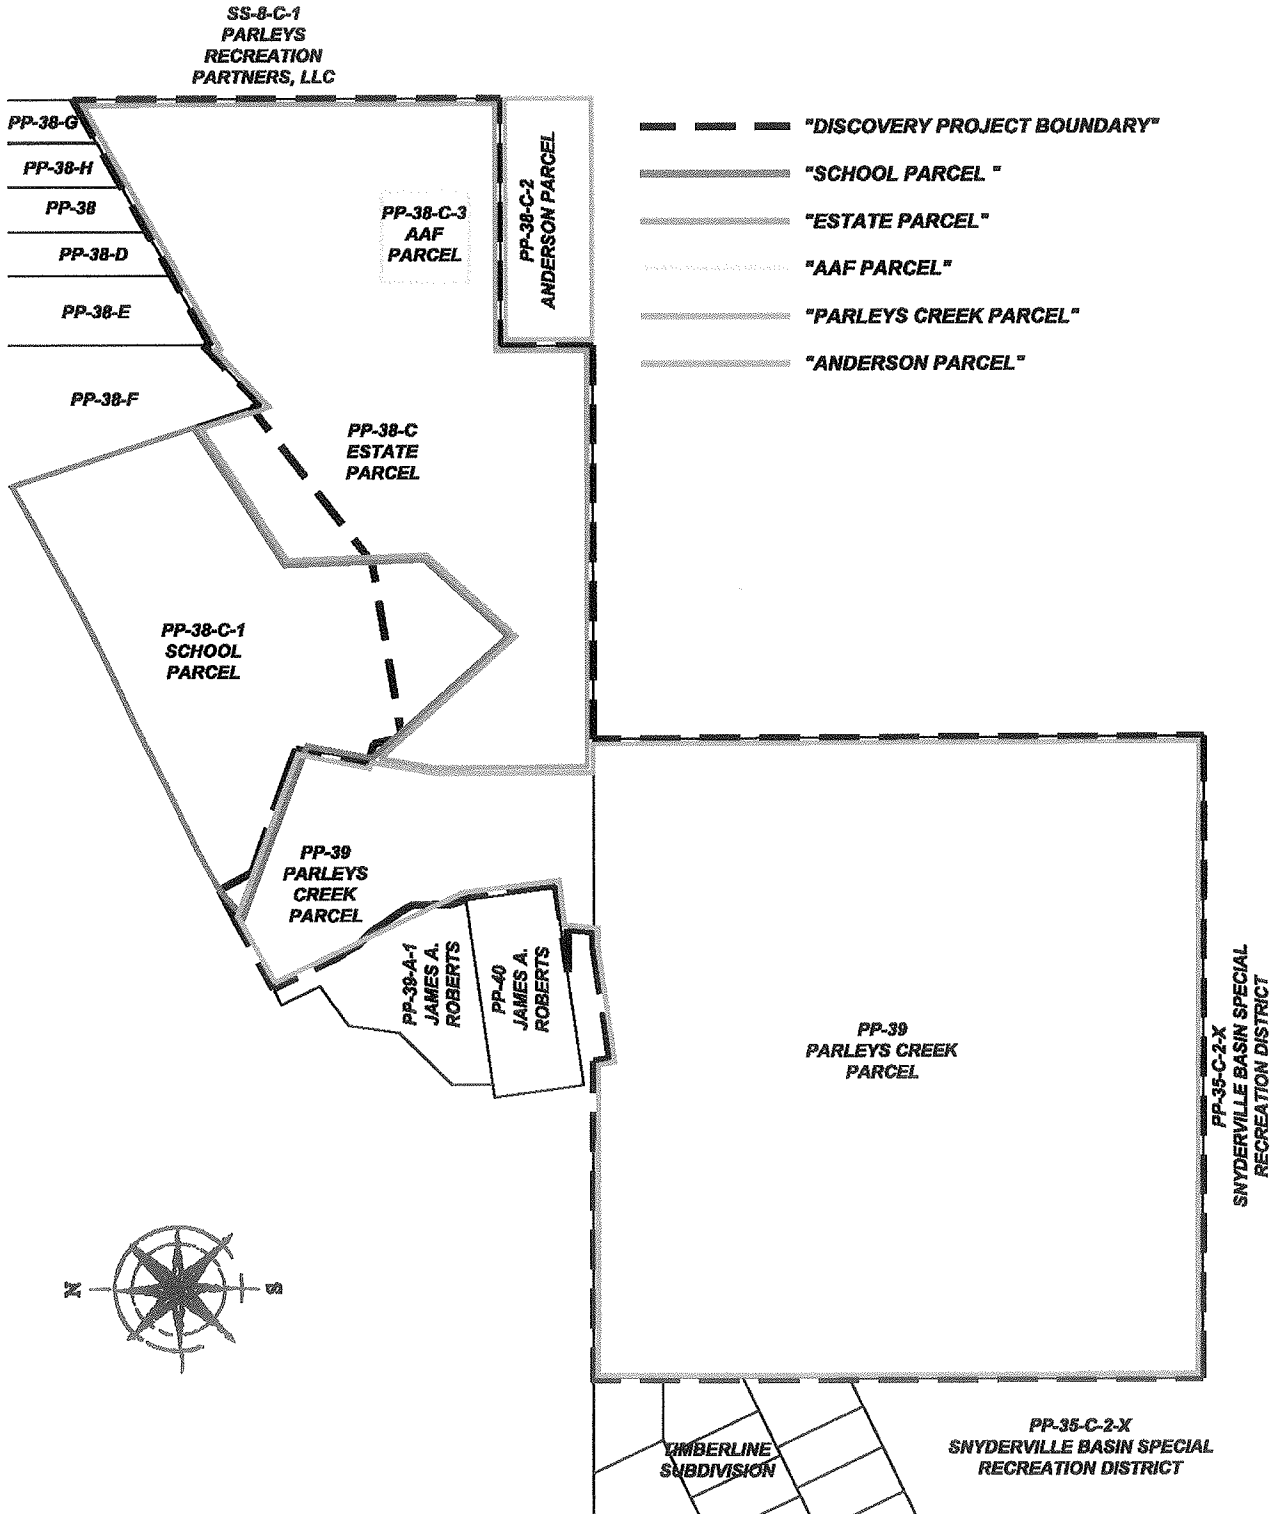 SS-8-C-1
PARLEYS
RECREATION
PARTNERS, LLC
PP-38-G
PP-38-H
PP-38
PP-38-D
PP-38-E
PP-38-F
PP-38-C-3
AAF
PARCEL
PP-38-C-2
ANDERSON PARCEL
"DISCOVERY PROJECT BOUNDARY"
"SCHOOL PARCEL "
"ESTATE PARCEL"
"AAF PARCEL"
"PARLEYS CREEK PARCEL"
"ANDERSON PARCEL"
PP-38-C
ESTATE
PARCEL
PP-38-C-1
SCHOOL
PARCEL
PP-39
PARLEYS
CREEK
PARCEL
PP-39-A-1
JAMES A.
ROBERTS
PP-40
JAMES A.
ROBERTS
PP-39
PARLEYS CREEK
PARCEL
PP-35-C-2-X
SNYDERVILLE BASIN SPECIAL
RECREATION DISTRICT
N
S
TIMBERLINE
SUBDIVISION
PP-35-C-2-X
SNYDERVILLE BASIN SPECIAL
RECREATION DISTRICT